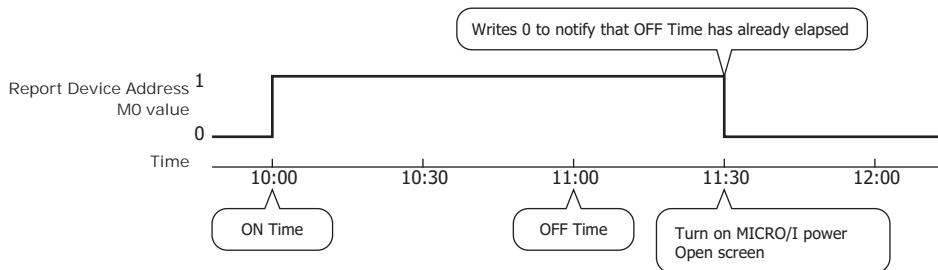 Writes 0 to notify that OFF Time has already elapsed
Report Device Address 1
M0 value
0
Time
10:00 10:30 11:00 11:30 12:00
ON Time
OFF Time
Turn on MICRO/I power
Open screen